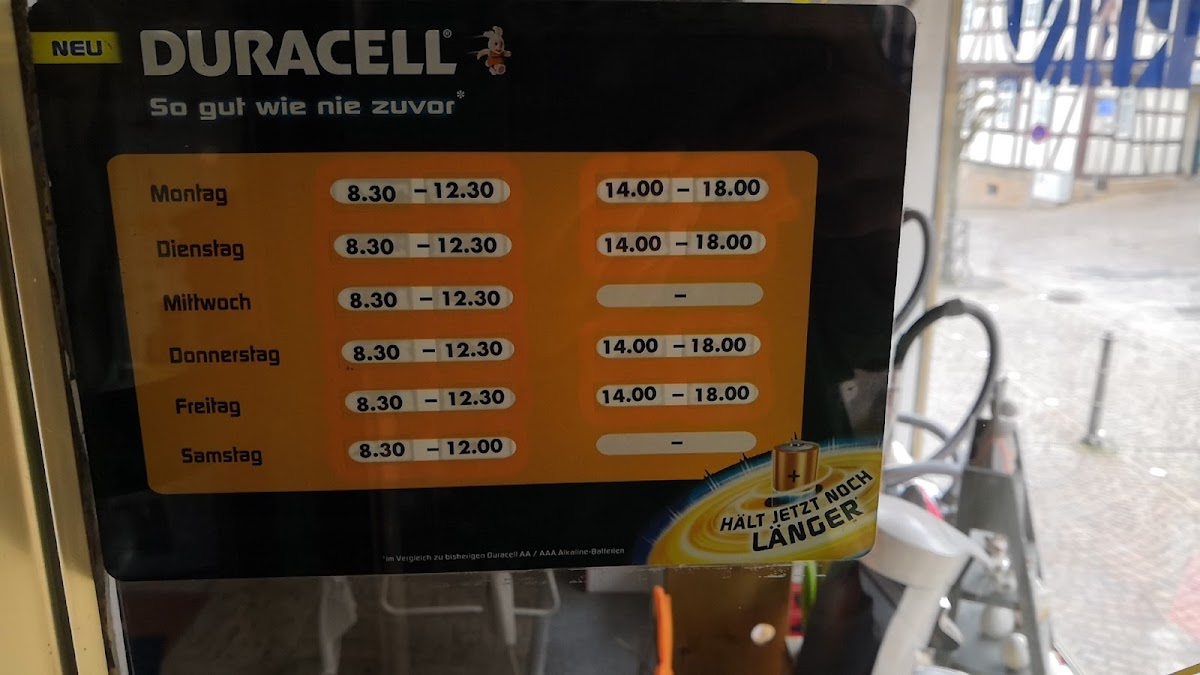 NEU
DURACELL®
So gut wie nie zuvor*
Montag 8.30 – 12.30 14.00 – 18.00
Dienstag 8.30 – 12.30 14.00 – 18.00
Mittwoch 8.30 – 12.30 –
Donnerstag 8.30 – 12.30 14.00 – 18.00
Freitag 8.30 – 12.30 14.00 – 18.00
Samstag 8.30 – 12.00 –
+
HÄLT JETZT NOCH
LÄNGER*
*im Vergleich zu bisherigen Duracell AA / AAA Alkaline-Batterien